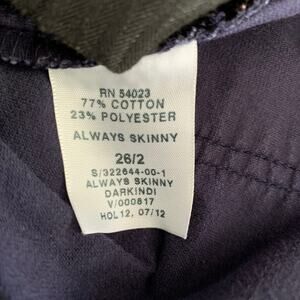 RN 54023
77% COTTON
23% POLYESTER
ALWAYS SKINNY
26/2
S/322644-00-1
ALWAYS SKINNY
DARKINDI
V/000817
HOL12, 07/12